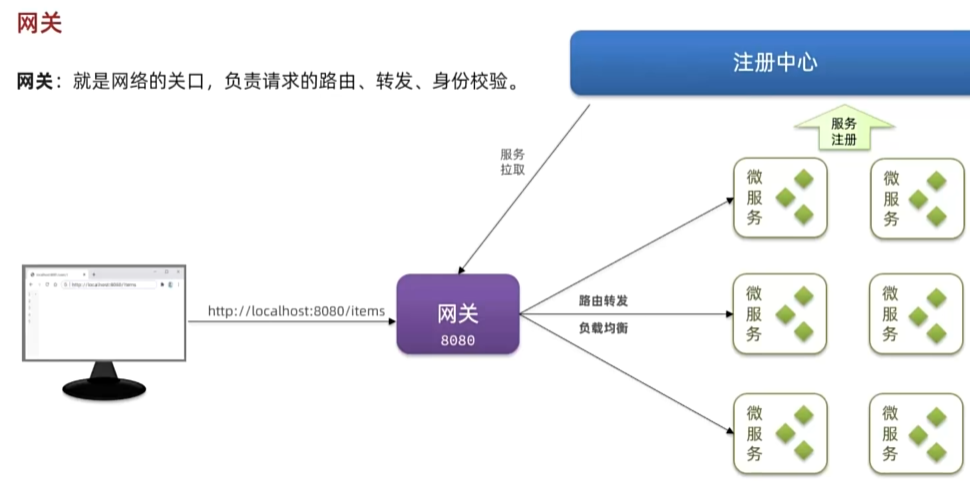 网关
网关：就是网络的关口，负责请求的路由、转发、身份校验。
注册中心
服务
注册
服务
拉取
微
服
务
微
服
务
http://localhost:8080/items
网关
8080
路由转发
负载均衡
微
服
务
微
服
务
微
服
务
微
服
务